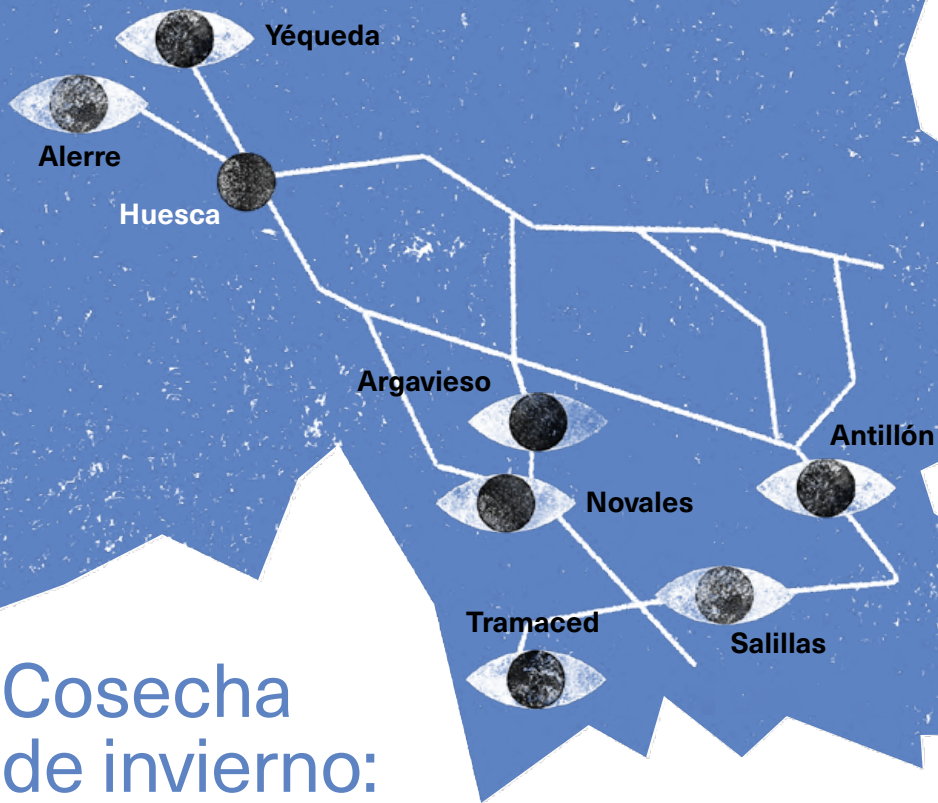 Yéqueda
Alerre
Huesca
Argavieso
Antillón
Novales
Tramaced
Salillas
Cosecha
de invierno: